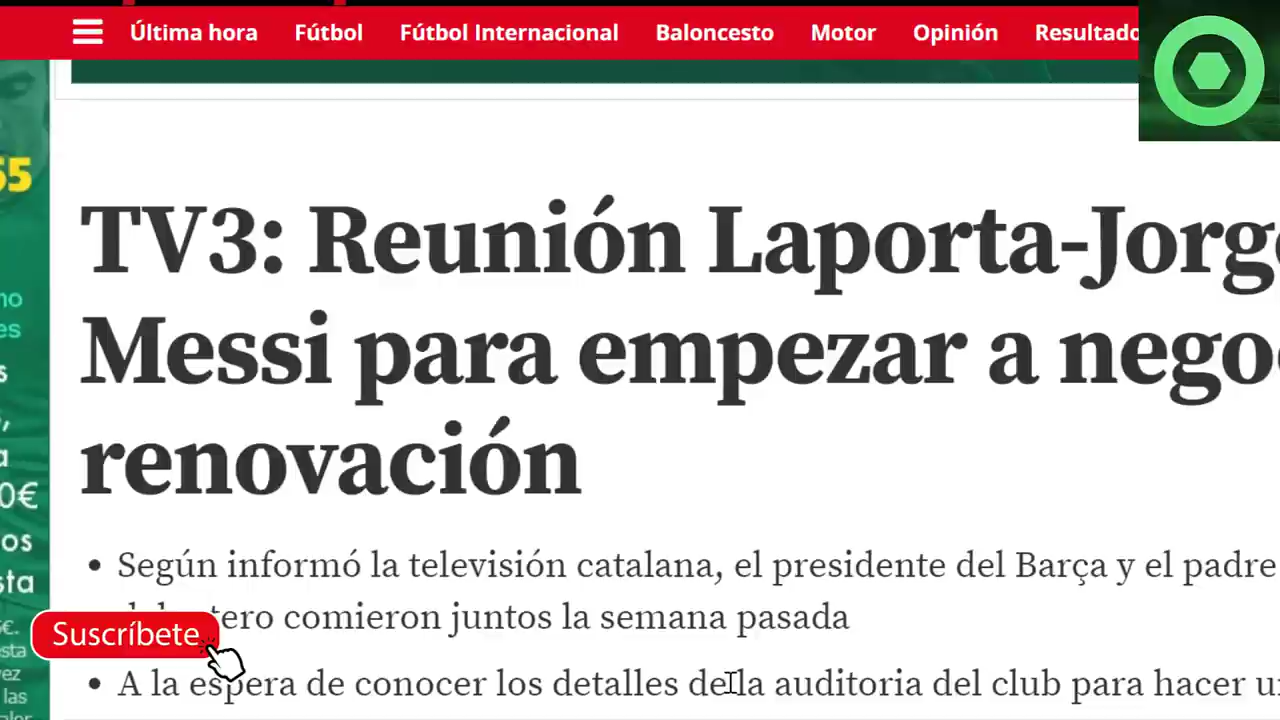 Última hora Fútbol Fútbol Internacional Baloncesto Motor Opinión Resultado
TV3: Reunión Laporta-Jorge
Messi para empezar a nego
renovación
Según informó la televisión catalana, el presidente del Barça y el padre
comieron juntos la semana pasada
Suscríbete
A la espera de conocer los detalles de la auditoria del club para hacer